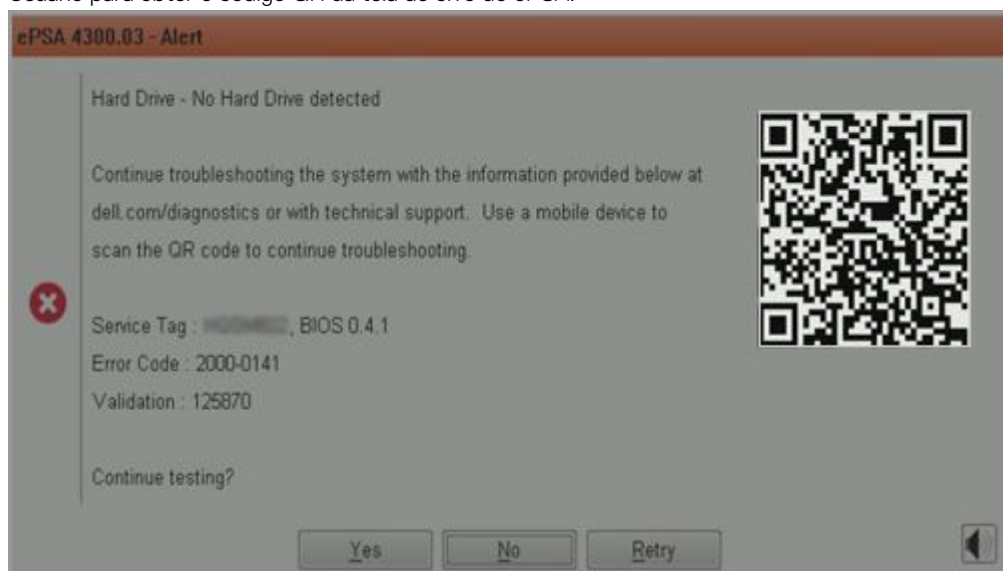 ePSA 4300.03 - Alert
Hard Drive - No Hard Drive detected
Continue troubleshooting the system with the information provided below at
dell.com/diagnostics or with technical support. Use a mobile device to
scan the QR code to continue troubleshooting.
Service Tag : , BIOS 0.4.1
Error Code : 2000-0141
Validation : 125870
Continue testing?
Yes
No
Retry